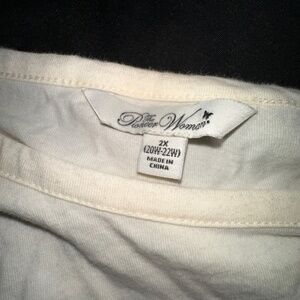 The
Pioneer Woman
2X
(20W-22W)
MADE IN
CHINA